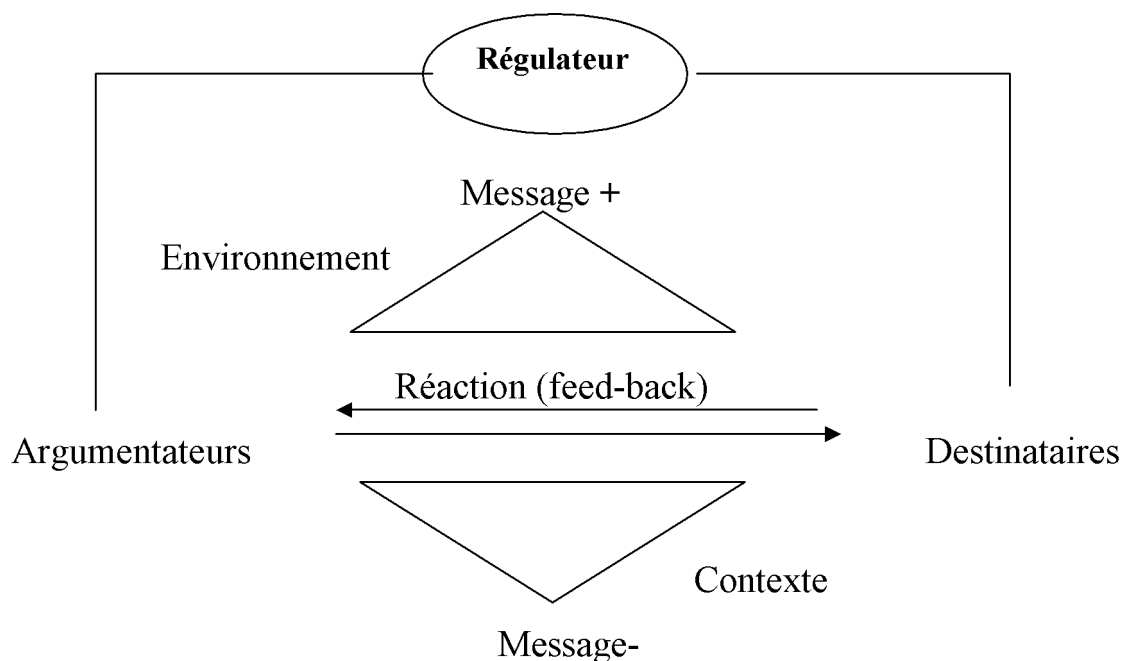 Régulateur
Message +
Environnement
Réaction (feed-back)
Argumentateurs
Destinataires
Contexte
Message-